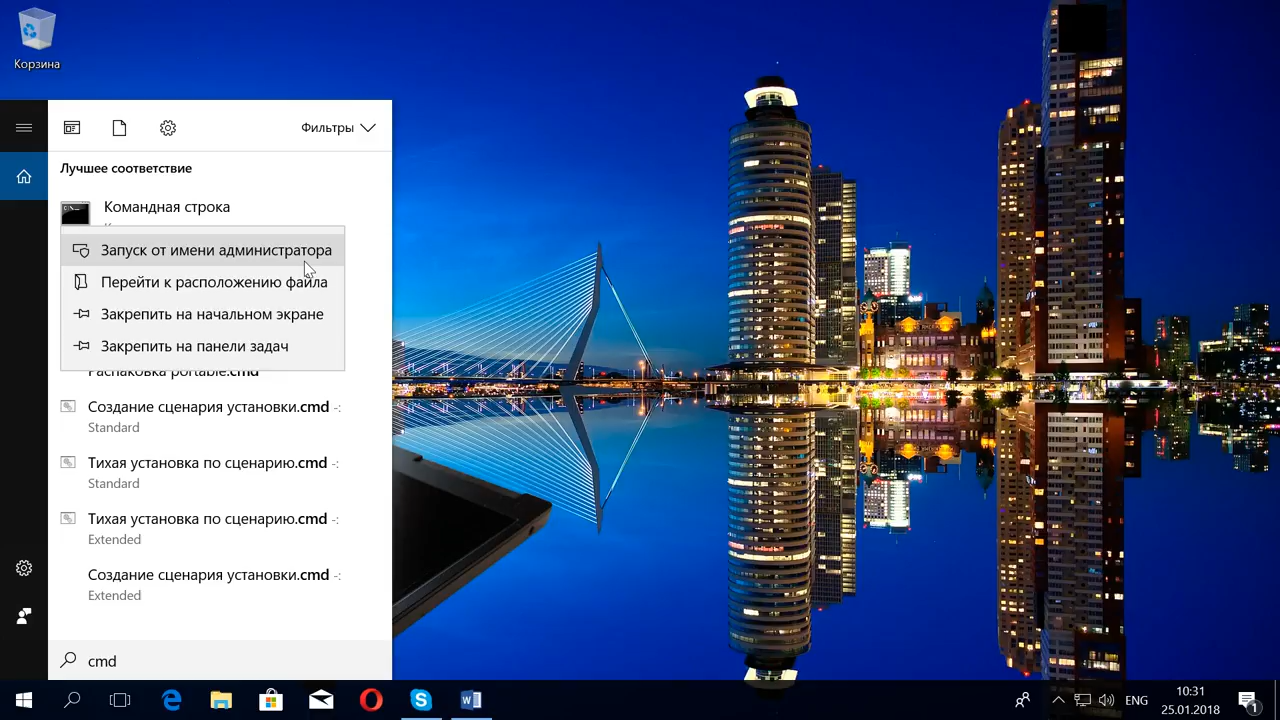 Корзина
Фильтры
Лучшее соответствие
Командная строка
Запуск от имени администратора
Перейти к расположению файла
Закрепить на начальном экране
Закрепить на панели задач
Распаковка portable.cmd
Создание сценария установки.cmd -:
Standard
Тихая установка по сценарию.cmd -:
Standard
Тихая установка по сценарию.cmd -:
Extended
Создание сценария установки.cmd -:
Extended
cmd
ENG
10:31
25.01.2018
1